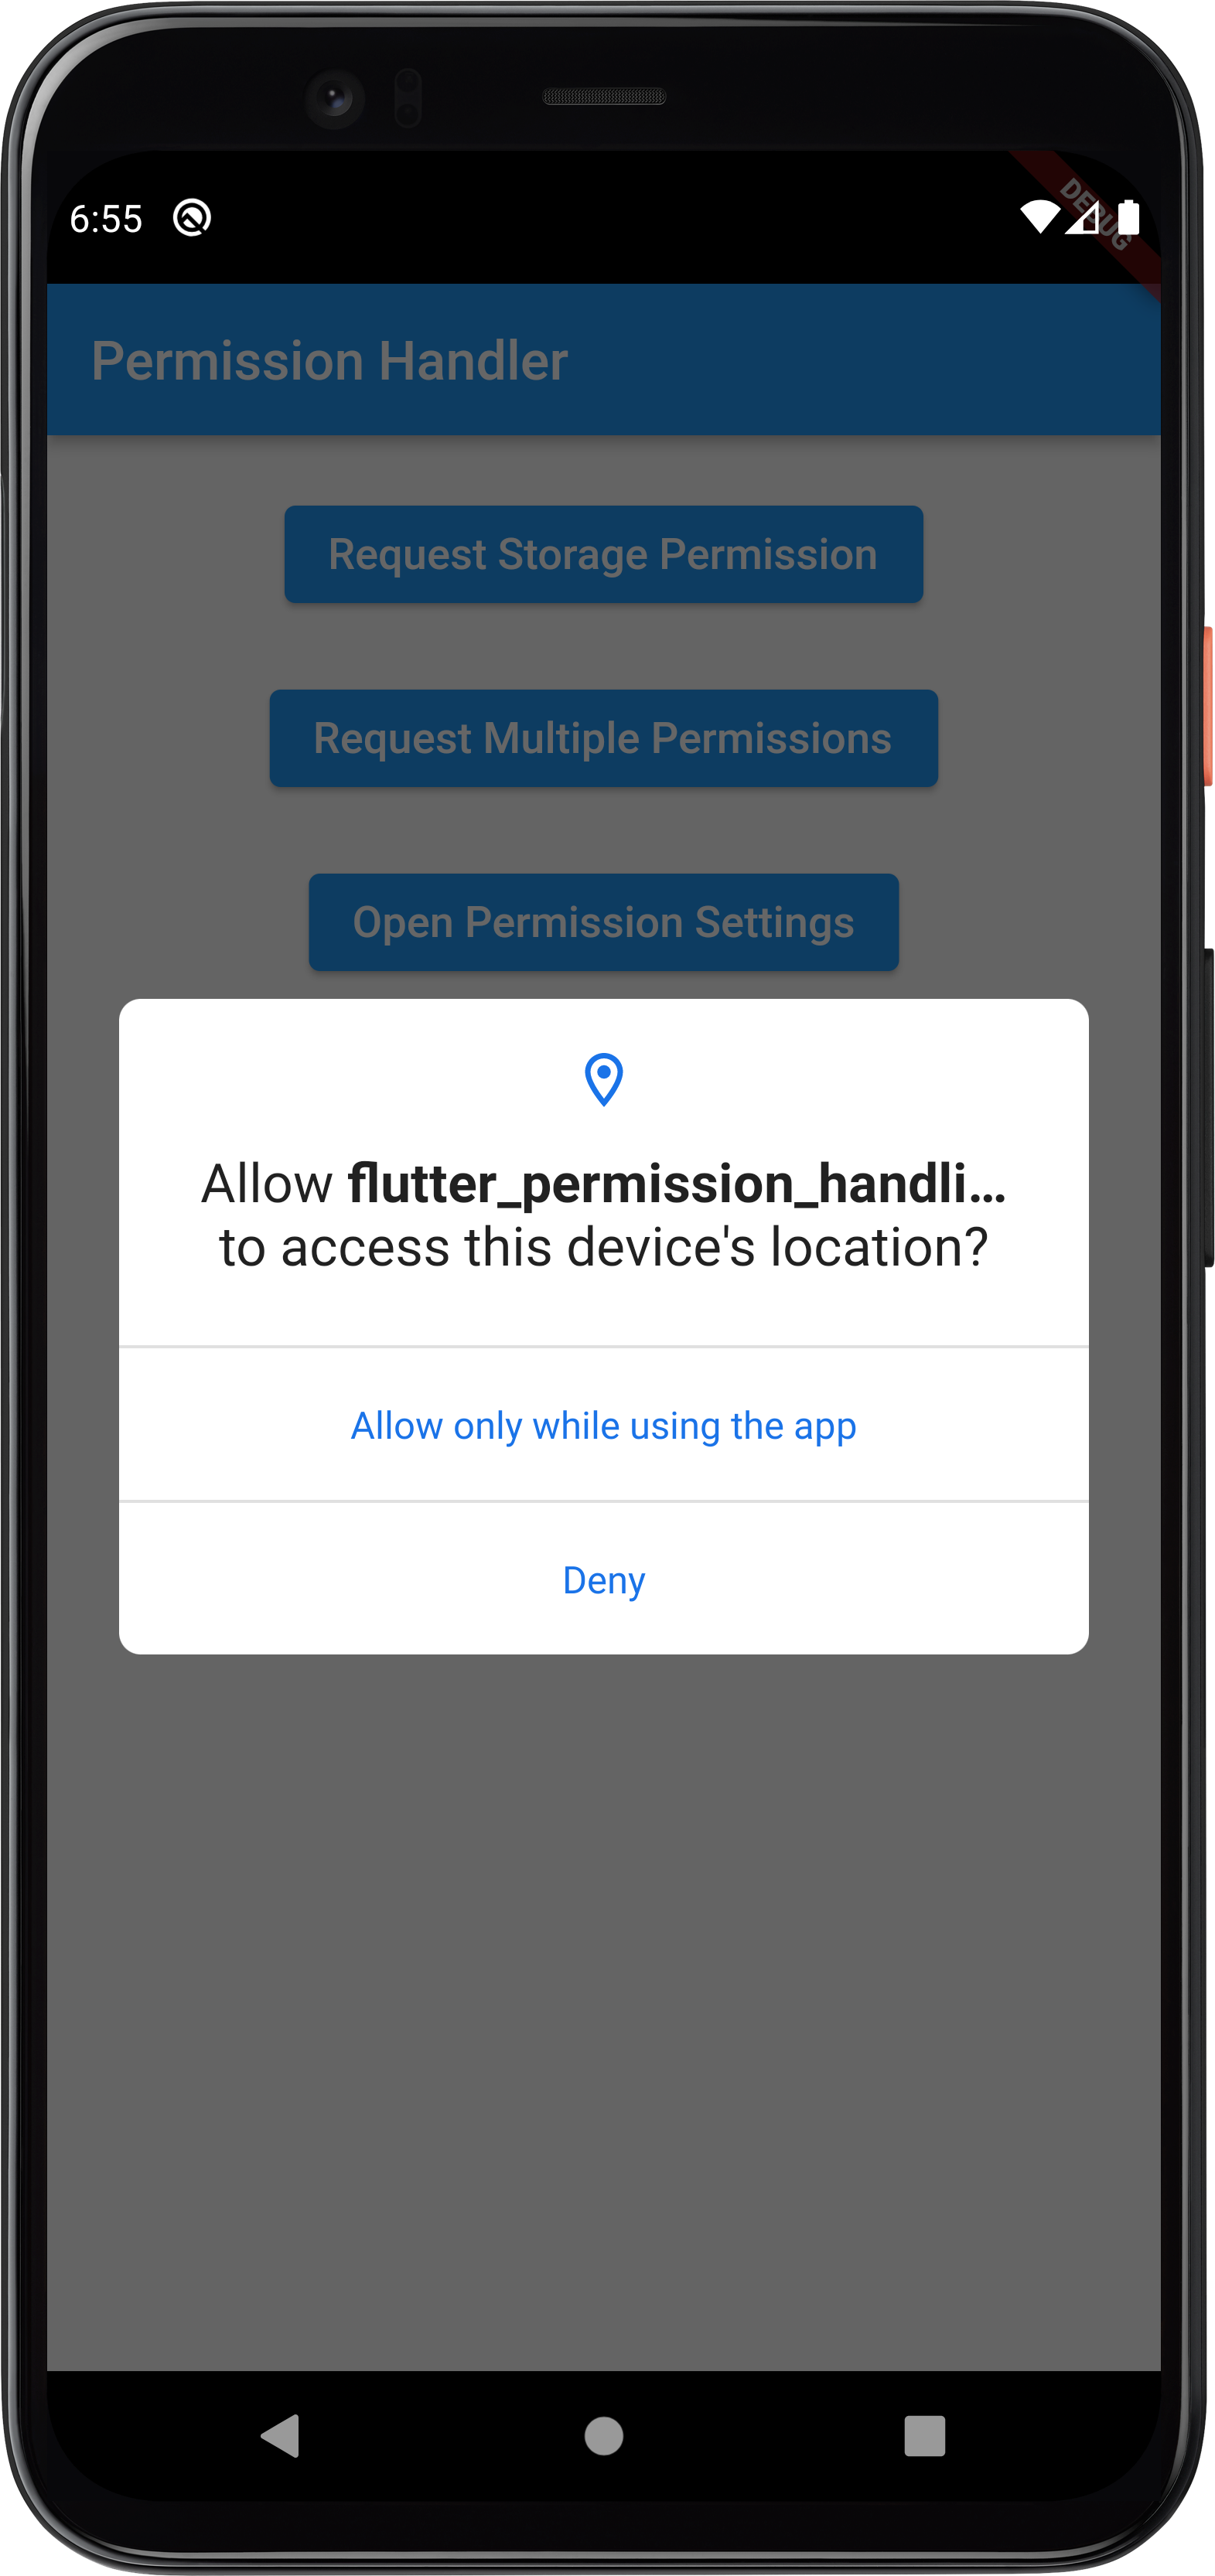 6:55
DEBUG
Permission Handler
Request Storage Permission
Request Multiple Permissions
Open Permission Settings
Allow flutter_permission_handli...
to access this device's location?
Allow only while using the app
Deny